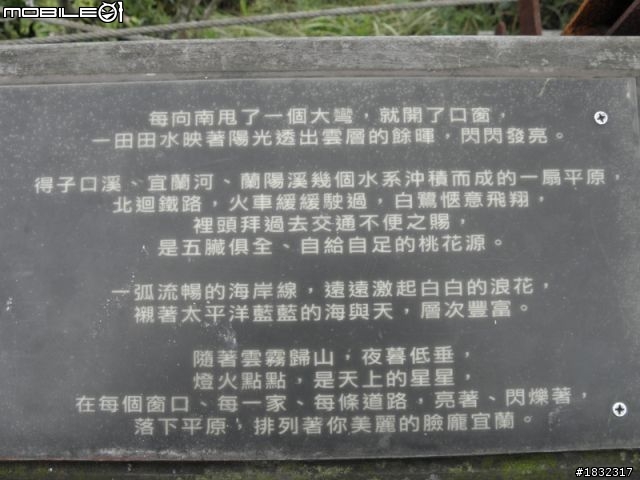 MOBILE01
每向南甩了一個大彎，就開了口窗，
一田田水映著陽光透出雲層的餘暉，閃閃發亮。
得子口溪、宜蘭河、蘭陽溪幾個水系沖積而成的一扇平原，
北迴鐵路，火車緩緩駛過，白鷺愜意飛翔，
裡頭拜過去交通不便之賜，
是五臟俱全、自給自足的桃花源。
一弧流暢的海岸線，遠遠激起白白的浪花，
襯著太平洋藍藍的海與天，層次豐富。
隨著雲霧歸山，夜暮低垂，
燈火點點，是天上的星星，
在每個窗口、每一家、每條道路，亮著、閃爍著，
落下平原，排列著你美麗的臉龐宜蘭。
#1832317